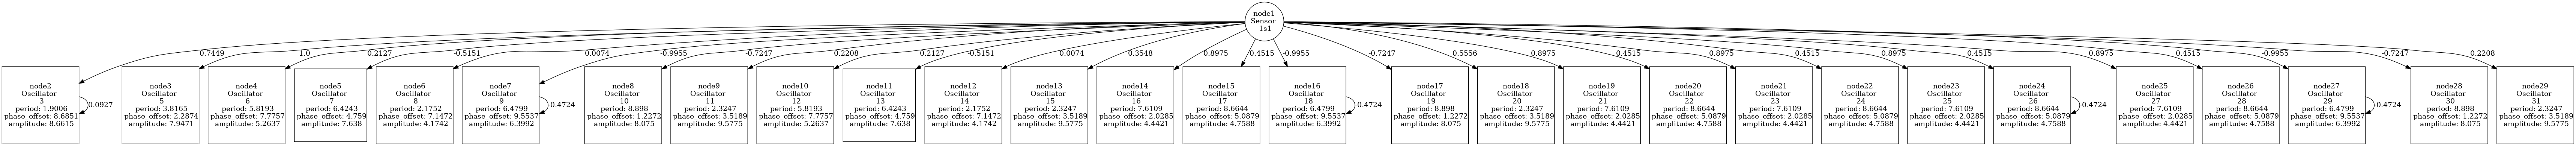 node1
Sensor
1s1
0.7449
1.0
0.2127
-0.5151
0.0074
-0.9955
-0.7247
0.2208
0.2127
-0.5151
0.0074
0.3548
0.8975
0.4515
-0.9955
-0.7247
0.5556
0.8975
0.4515
0.8975
0.4515
0.8975
0.4515
0.8975
0.4515
-0.9955
-0.7247
0.2208
node2
Oscillator
3
period: 1.9006
phase_offset: 8.6851
amplitude: 8.6615
0.0927
node3
Oscillator
5
period: 3.8165
phase_offset: 2.2874
amplitude: 7.9471
node4
Oscillator
6
period: 5.8193
phase_offset: 7.7757
amplitude: 5.2637
node5
Oscillator
7
period: 6.4243
phase_offset: 4.759
amplitude: 7.638
node6
Oscillator
8
period: 2.1752
phase_offset: 7.1472
amplitude: 4.1742
node7
Oscillator
9
period: 6.4799
phase_offset: 9.5537
amplitude: 6.3992
-0.4724
node8
Oscillator
10
period: 8.898
phase_offset: 1.2272
amplitude: 8.075
node9
Oscillator
11
period: 2.3247
phase_offset: 3.5189
amplitude: 9.5775
node10
Oscillator
12
period: 5.8193
phase_offset: 7.7757
amplitude: 5.2637
node11
Oscillator
13
period: 6.4243
phase_offset: 4.759
amplitude: 7.638
node12
Oscillator
14
period: 2.1752
phase_offset: 7.1472
amplitude: 4.1742
node13
Oscillator
15
period: 2.3247
phase_offset: 3.5189
amplitude: 9.5775
node14
Oscillator
16
period: 7.6109
phase_offset: 2.0285
amplitude: 4.4421
node15
Oscillator
17
period: 8.6644
phase_offset: 5.0879
amplitude: 4.7588
node16
Oscillator
18
period: 6.4799
phase_offset: 9.5537
amplitude: 6.3992
-0.4724
node17
Oscillator
19
period: 8.898
phase_offset: 1.2272
amplitude: 8.075
node18
Oscillator
20
period: 2.3247
phase_offset: 3.5189
amplitude: 9.5775
node19
Oscillator
21
period: 7.6109
phase_offset: 2.0285
amplitude: 4.4421
node20
Oscillator
22
period: 8.6644
phase_offset: 5.0879
amplitude: 4.7588
node21
Oscillator
23
period: 7.6109
phase_offset: 2.0285
amplitude: 4.4421
node22
Oscillator
24
period: 8.6644
phase_offset: 5.0879
amplitude: 4.7588
node23
Oscillator
25
period: 7.6109
phase_offset: 2.0285
amplitude: 4.4421
node24
Oscillator
26
period: 8.6644
phase_offset: 5.0879
amplitude: 4.7588
-0.4724
node25
Oscillator
27
period: 7.6109
phase_offset: 2.0285
amplitude: 4.4421
node26
Oscillator
28
period: 8.6644
phase_offset: 5.0879
amplitude: 4.7588
node27
Oscillator
29
period: 6.4799
phase_offset: 9.5537
amplitude: 6.3992
-0.4724
node28
Oscillator
30
period: 8.898
phase_offset: 1.2272
amplitude: 8.075
node29
Oscillator
31
period: 2.3247
phase_offset: 3.5189
amplitude: 9.5775